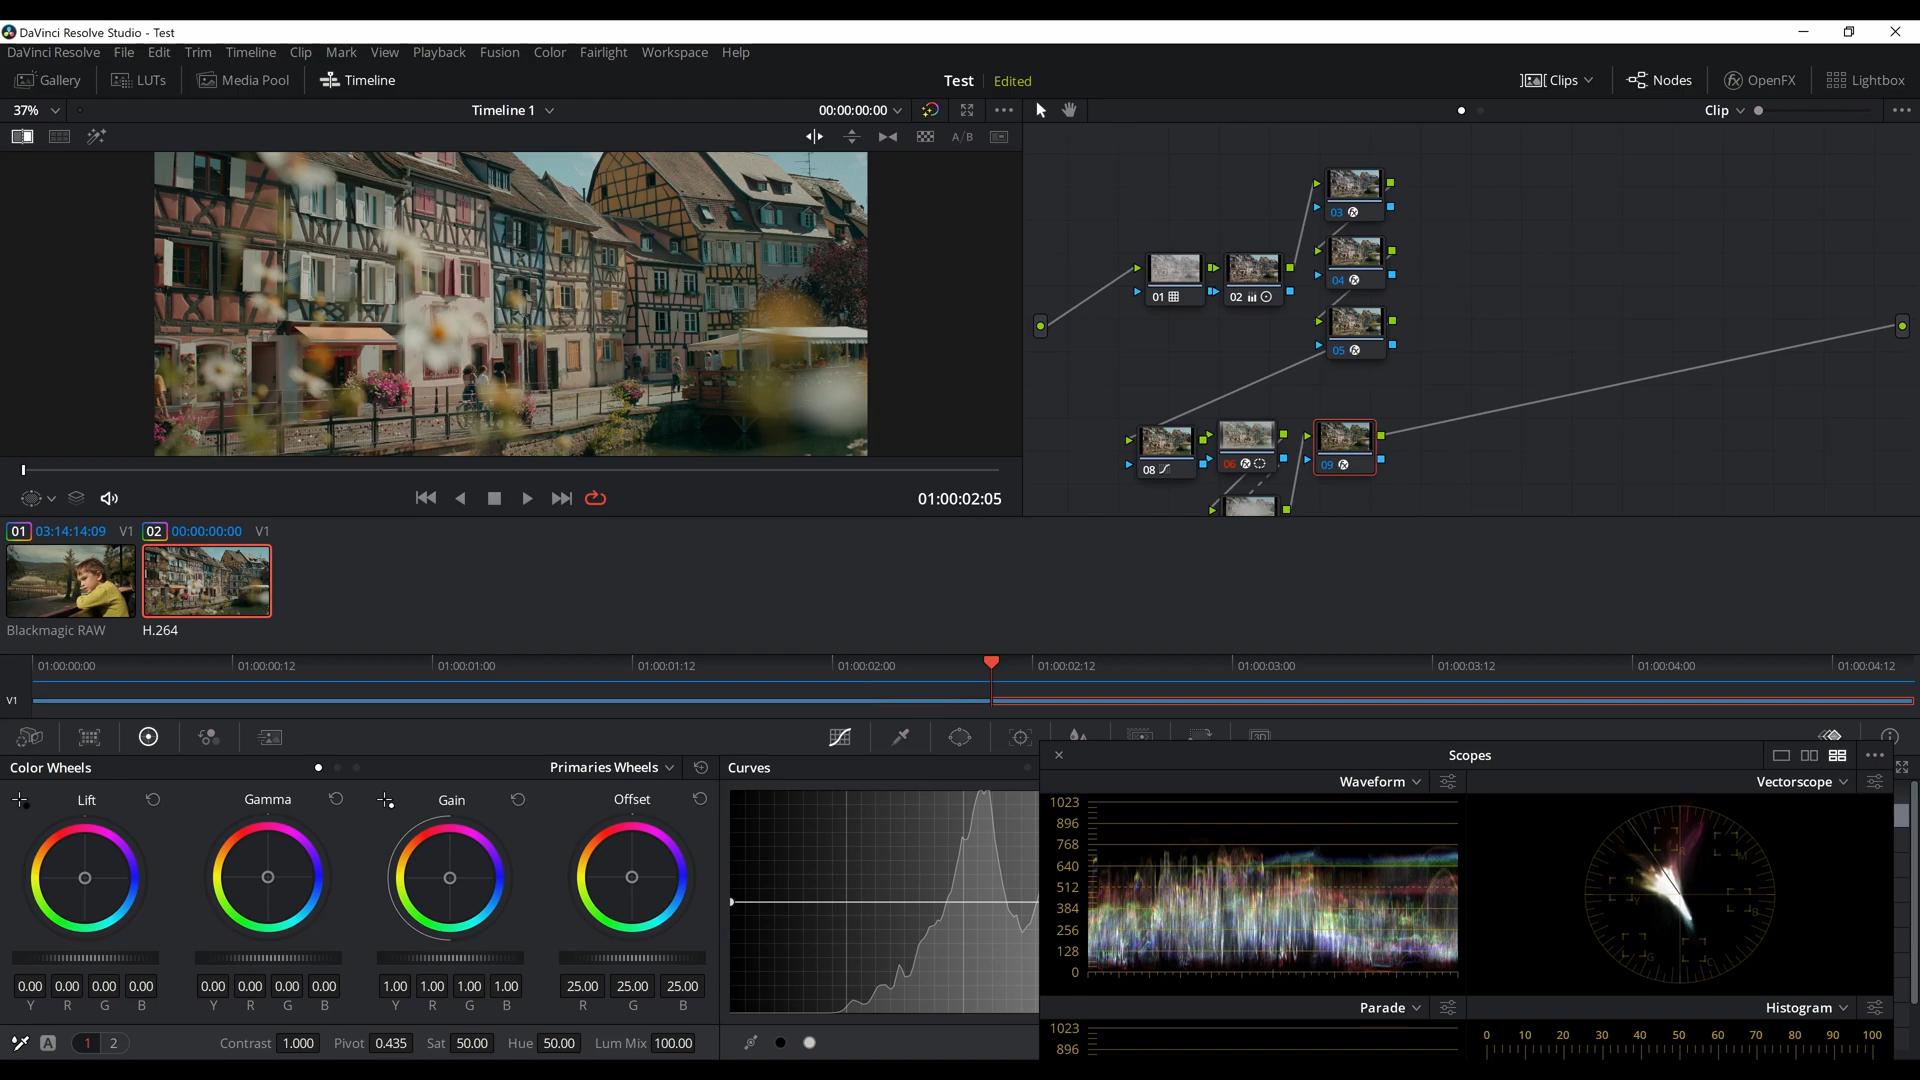 DaVinci Resolve Studio - Test
DaVinci Resolve File Edit Trim Timeline Clip Mark View Playback Fusion Color Fairlight Workspace Help
Gallery LUTs Media Pool Timeline Test Edited Clips Nodes OpenFX Lightbox
37% Timeline 1 00:00:00:00 Clip
A/B
03
04
01 02
05
08 06 09
01:00:02:05
01 03:14:14:09 V1 02 00:00:00:00 V1
Blackmagic RAW H.264
01:00:00:00 01:00:00:12 01:00:01:00 01:00:01:12 01:00:02:00 01:00:02:12 01:00:03:00 01:00:03:12 01:00:04:00 01:00:04:12
V1
3D
Color Wheels Primaries Wheels Curves
Lift Gamma Gain Offset
0.00 0.00 0.00 0.00 0.00 0.00 0.00 0.00 1.00 1.00 1.00 1.00 25.00 25.00 25.00
Y R G B Y R G B Y R G B R G B
A 1 2 Contrast 1.000 Pivot 0.435 Sat 50.00 Hue 50.00 Lum Mix 100.00
Scopes
Waveform Vectorscope
1023
896
768
640
512
384
256
128
0
R M Y B G C
Parade Histogram
1023
896
0 10 20 30 40 50 60 70 80 90 100